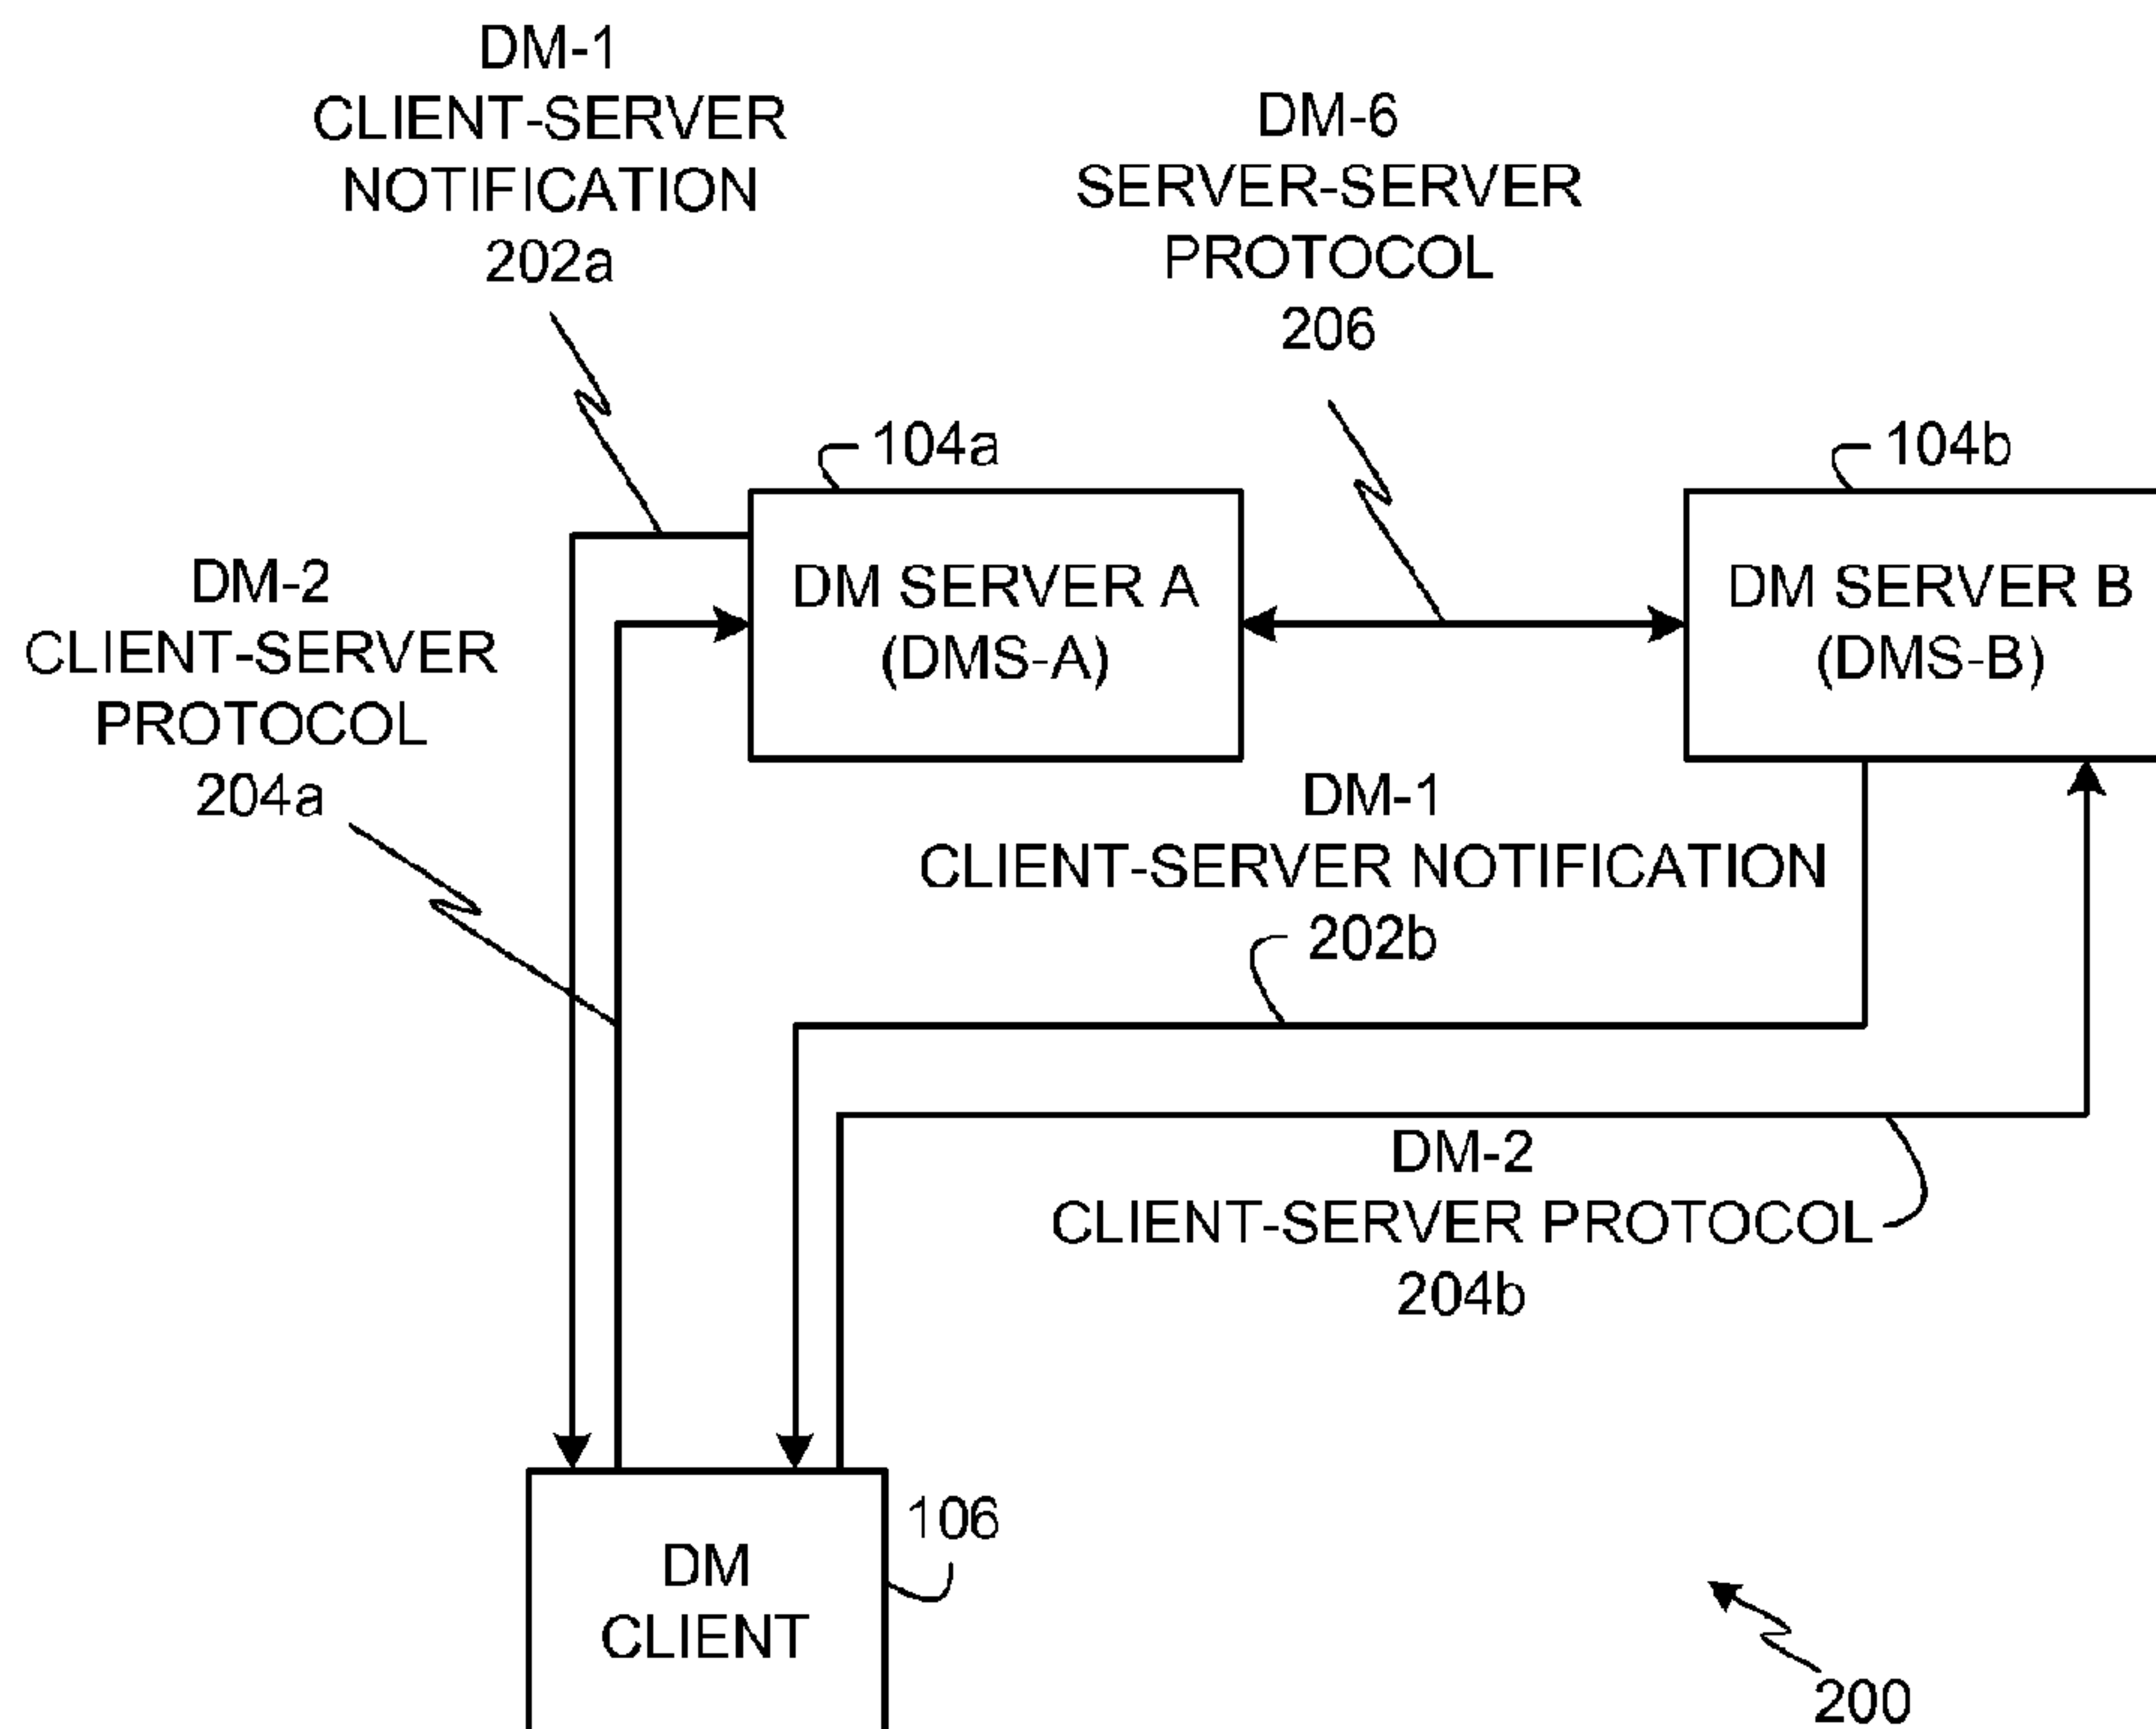 DM-1
CLIENT-SERVER
NOTIFICATION
202a
DM-6
SERVER-SERVER
PROTOCOL
206
104a
104b
DM-2
CLIENT-SERVER
PROTOCOL
204a
DM SERVER A
(DMS-A)
DM SERVER B
(DMS-B)
DM-1
CLIENT-SERVER NOTIFICATION
202b
DM-2
CLIENT-SERVER PROTOCOL
204b
106
DM
CLIENT
200